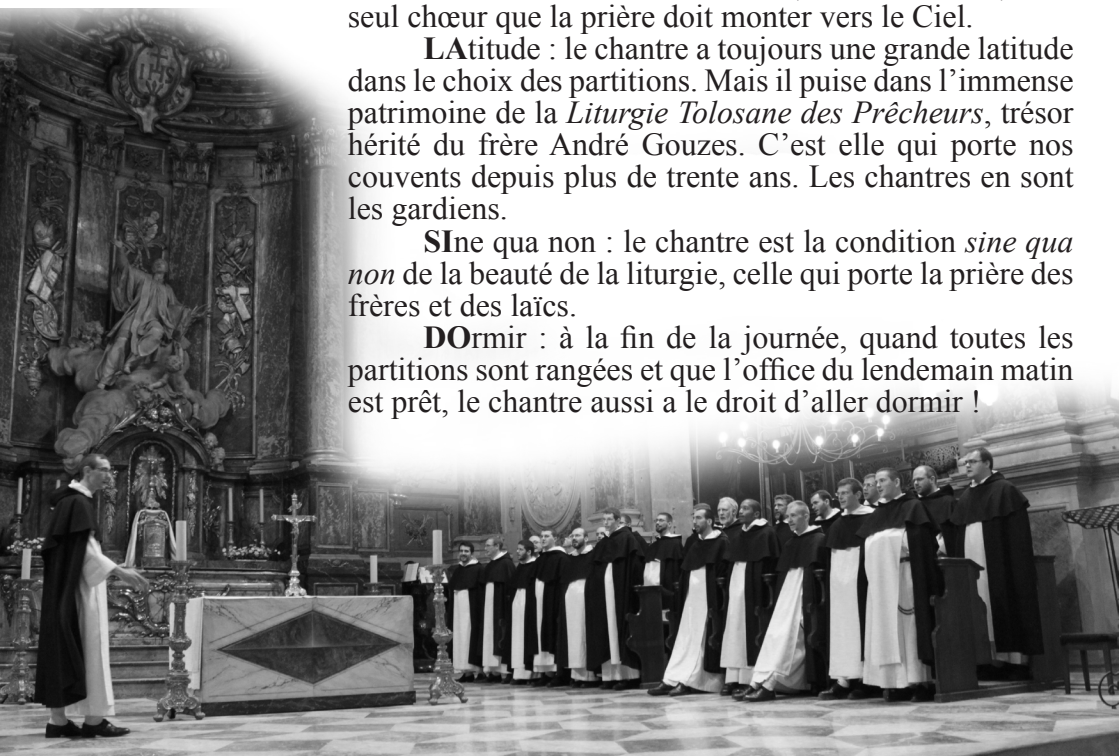 seul chœur que la prière doit monter vers le Ciel.
LAtitude : le chantre a toujours une grande latitude
dans le choix des partitions. Mais il puise dans l’immense
patrimoine de la Liturgie Tolosane des Prêcheurs, trésor
hérité du frère André Gouzes. C’est elle qui porte nos
couvents depuis plus de trente ans. Les chantres en sont
les gardiens.
SIne qua non : le chantre est la condition sine qua
non de la beauté de la liturgie, celle qui porte la prière des
frères et des laïcs.
DOrmir : à la fin de la journée, quand toutes les
partitions sont rangées et que l’office du lendemain matin
est prêt, le chantre aussi a le droit d’aller dormir !
IHS